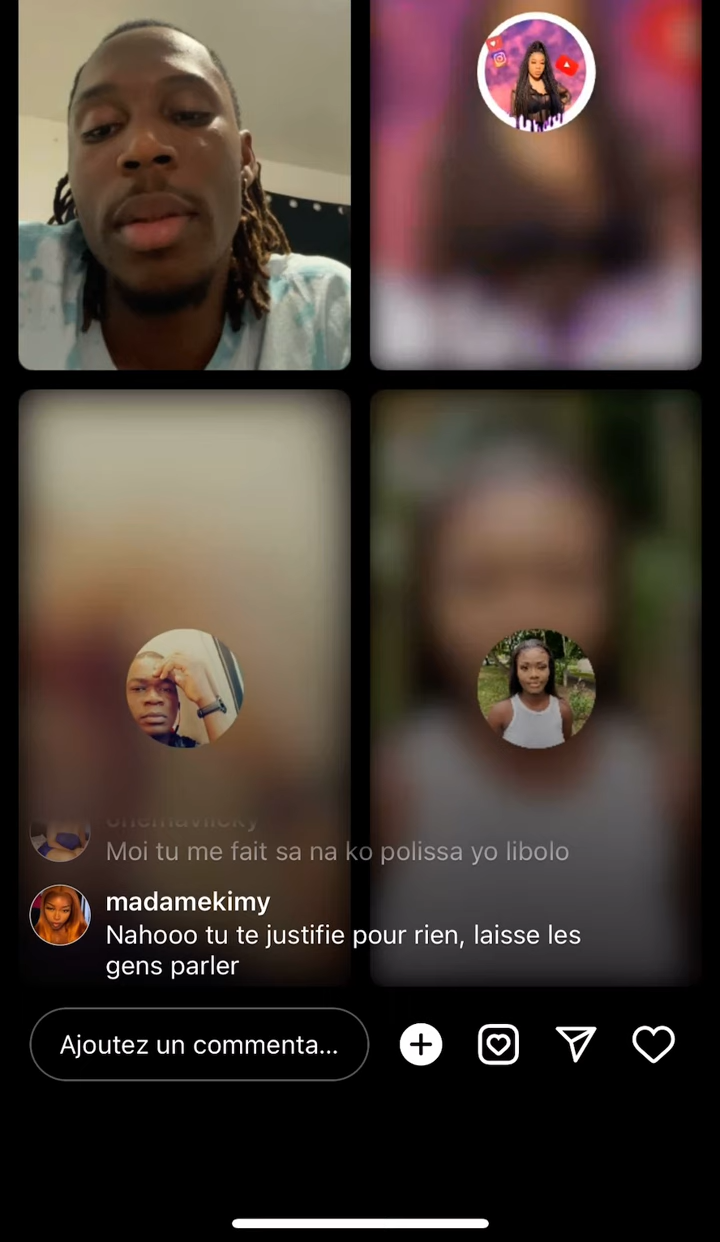 Moi tu me fait sa na ko polissa yo libolo
madamekimy
Nahooo tu te justifie pour rien, laisse les
gens parler
Ajoutez un commenta...